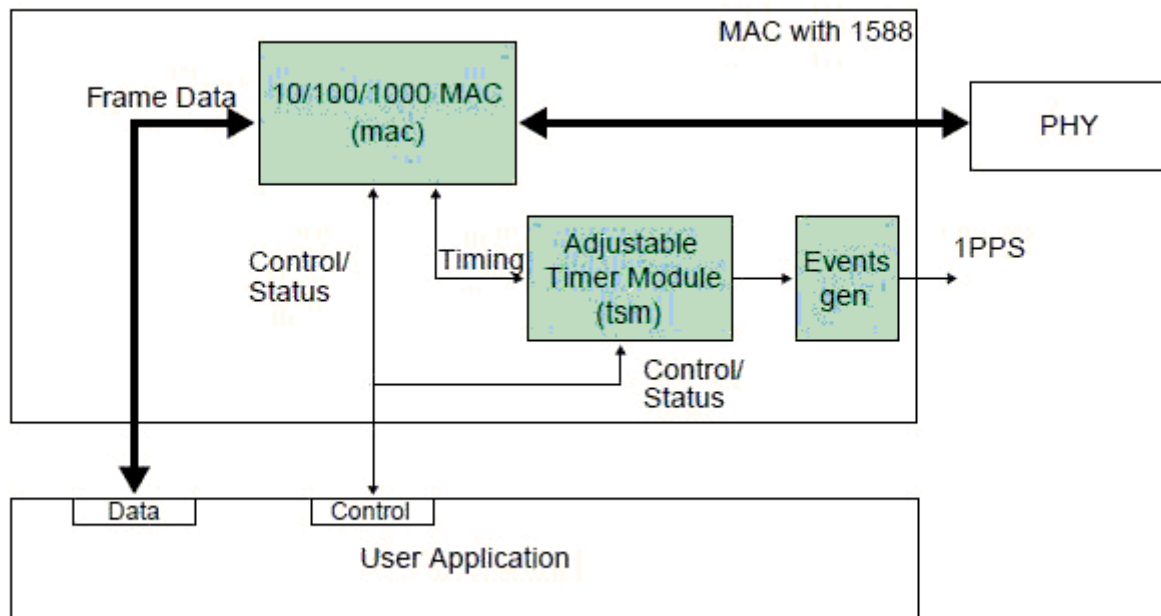 MAC with 1588
10/100/1000 MAC
(mac)
Frame Data
PHY
Control/
Status
Timing
Adjustable
Timer Module
(tsm)
Events
gen
1PPS
Control/
Status
Data
Control
User Application